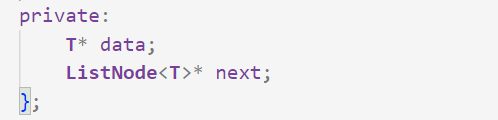 private:
T* data;
ListNode<T>* next;
};